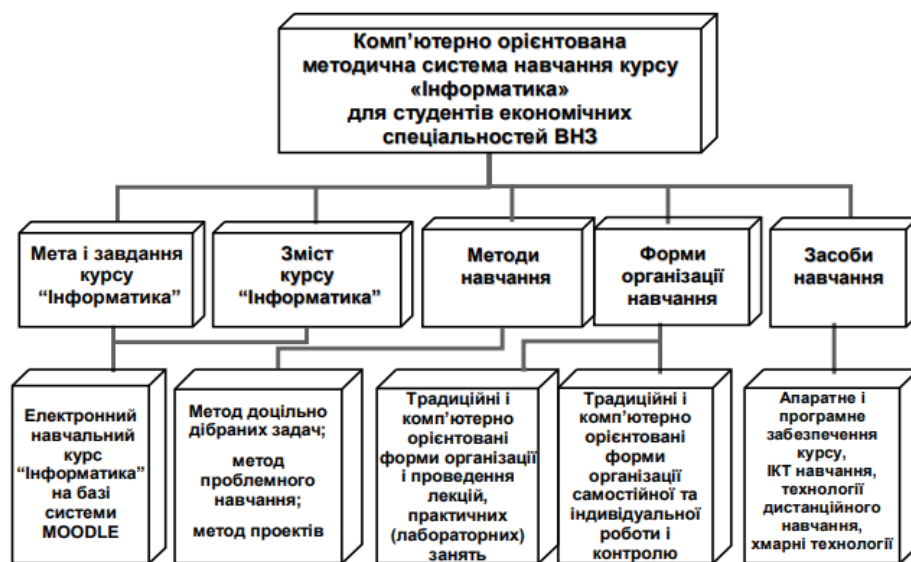 Комп’ютерно орієнтована
методична система навчання курсу
«Інформатика»
для студентів економічних
спеціальностей ВНЗ
Мета і завдання
курсу
“Інформатика”
Зміст
курсу
“Інформатика”
Методи
навчання
Форми
організації
навчання
Засоби
навчання
Електронний
навчальний
курс
“Інформатика”
на базі
системи
MOODLE
Метод доцільно
дібраних задач;
метод
проблемного
навчання;
метод проектів
Традиційні і
комп’ютерно
орієнтовані
форми організації
і проведення
лекцій,
практичних
(лабораторних)
занять
Традиційні і
комп’ютерно
орієнтовані
форми
організації
самостійної та
індивідуальної
роботи і
контролю
Апаратне і
програмне
забезпечення
курсу,
ІКТ навчання,
технології
дистанційного
навчання,
хмарні технології